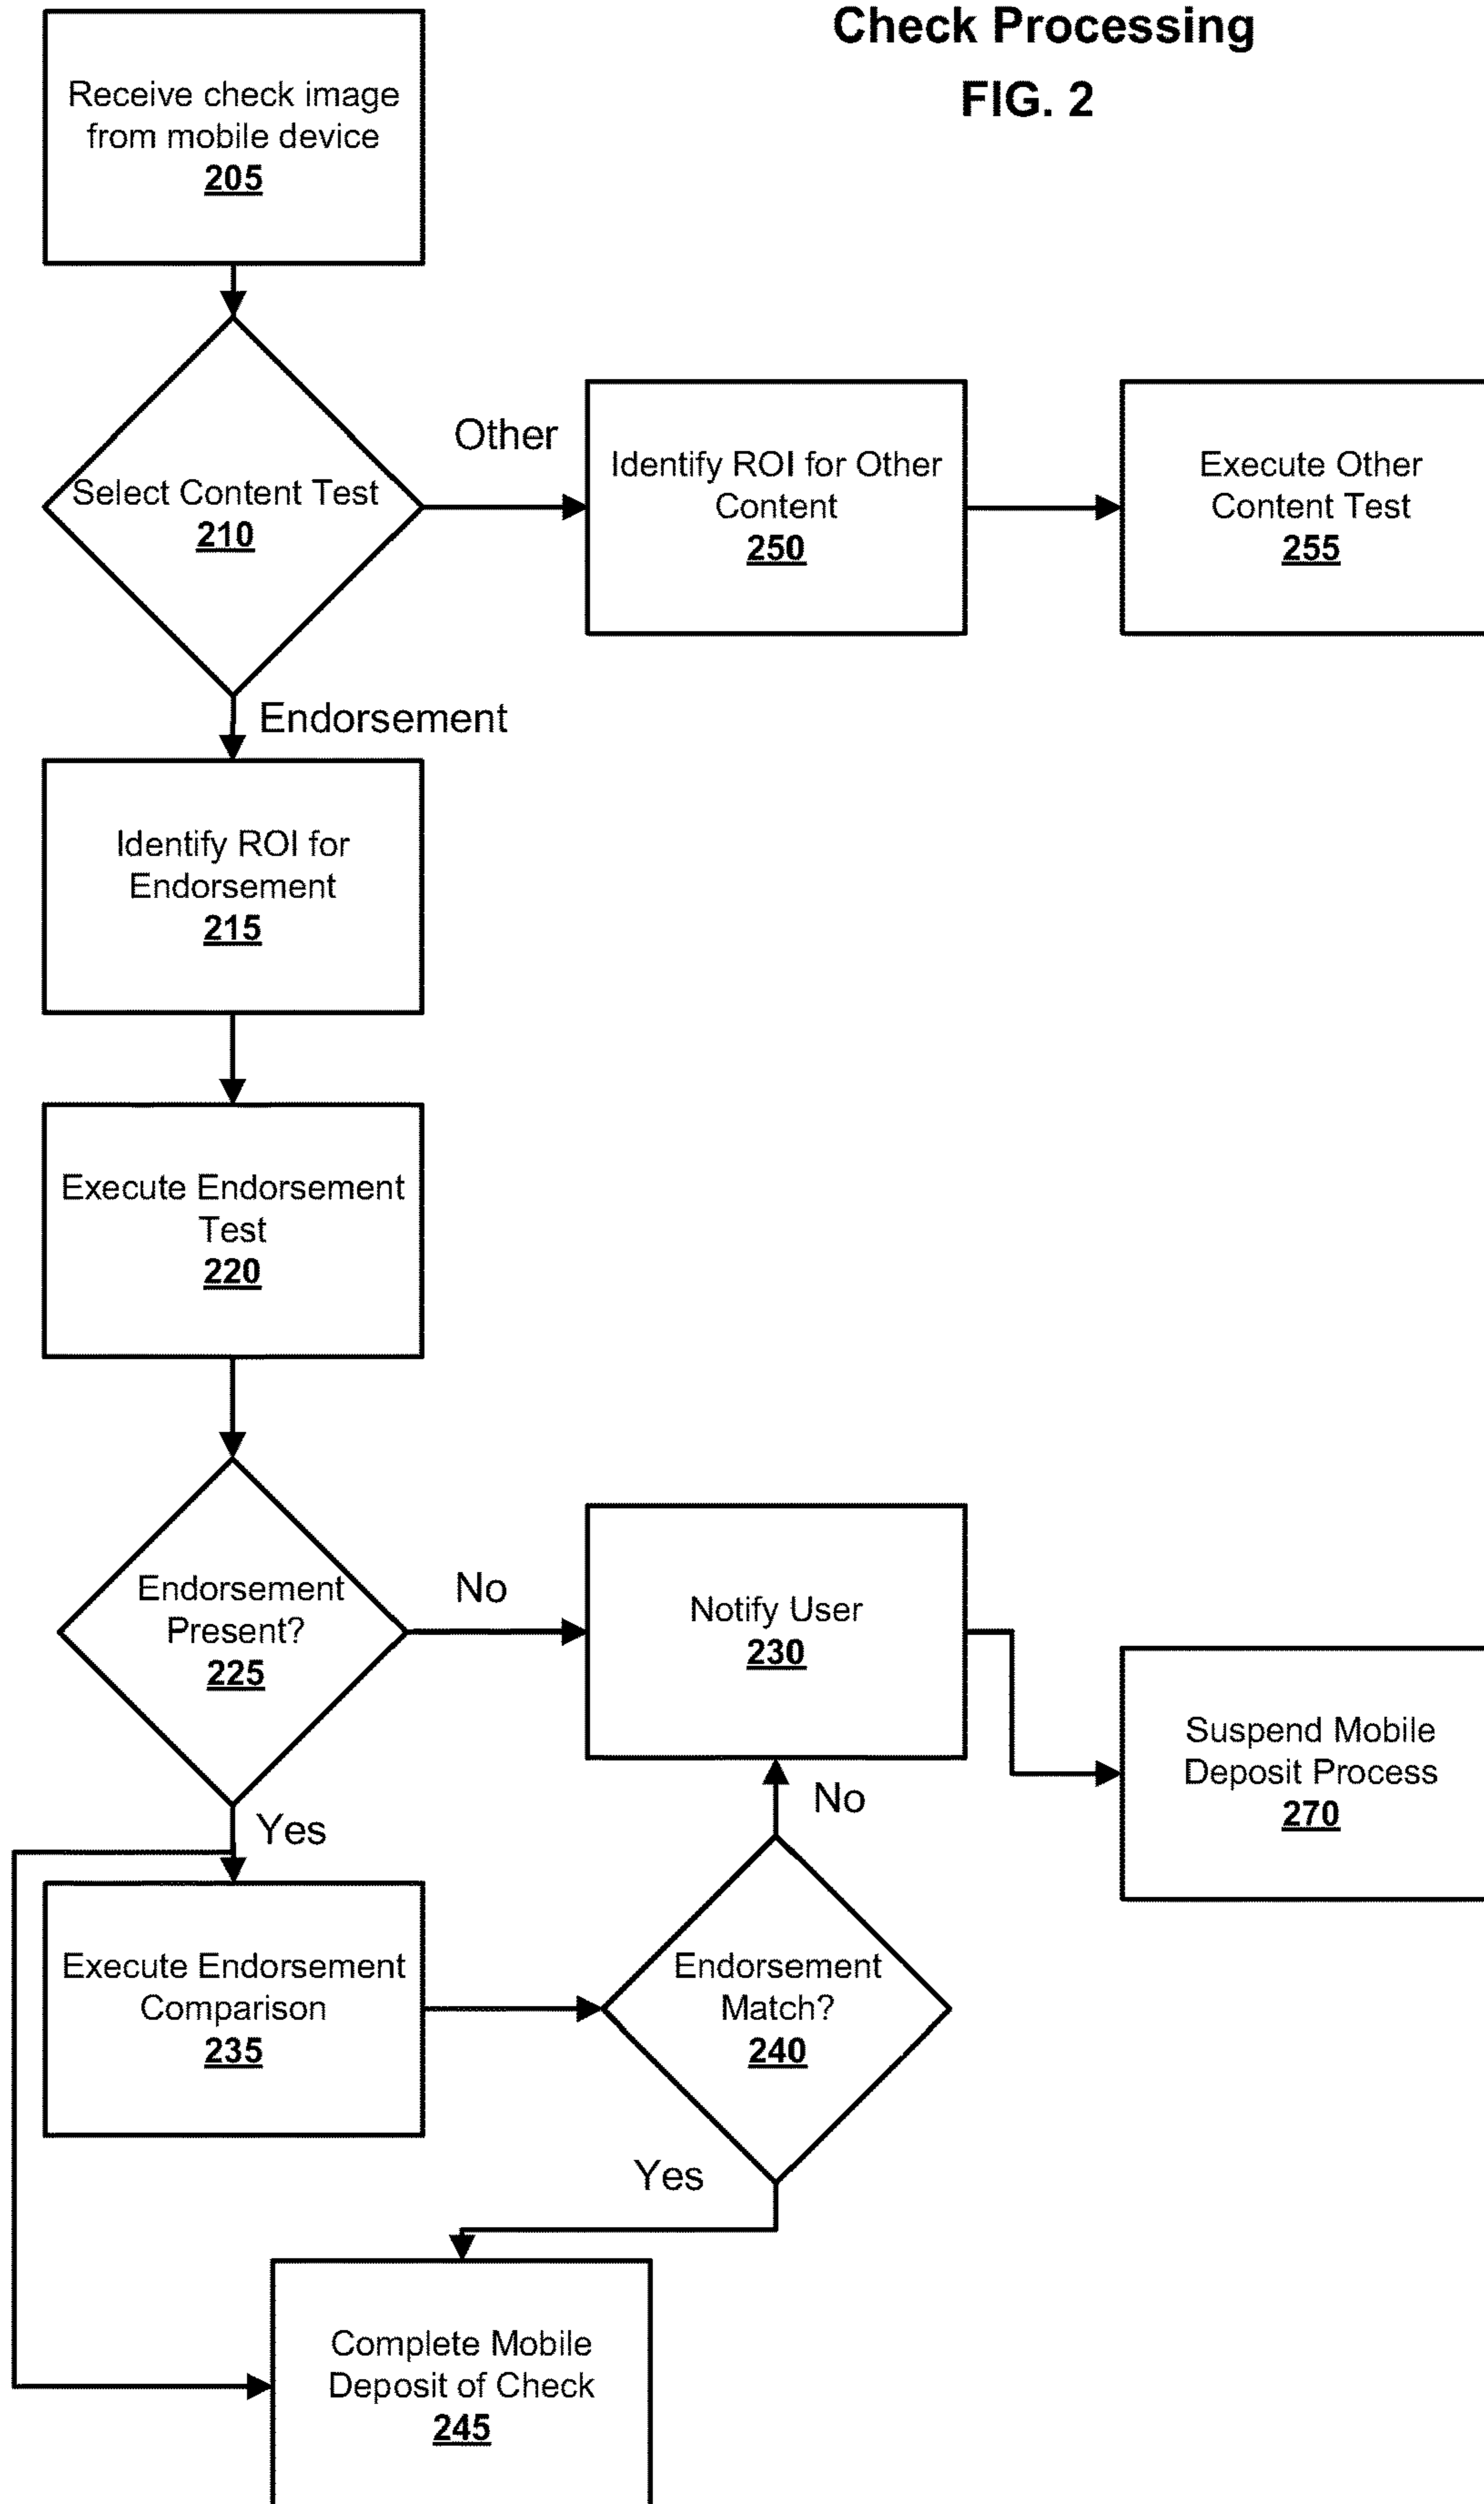 Check Processing
FIG. 2
Receive check image
from mobile device
205
Select Content Test
210
Other
Identify ROI for Other
Content
250
Execute Other
Content Test
255
Endorsement
Identify ROI for
Endorsement
215
Execute Endorsement
Test
220
Endorsement
Present?
225
No
Notify User
230
Suspend Mobile
Deposit Process
270
Yes
No
Execute Endorsement
Comparison
235
Endorsement
Match?
240
Yes
Complete Mobile
Deposit of Check
245